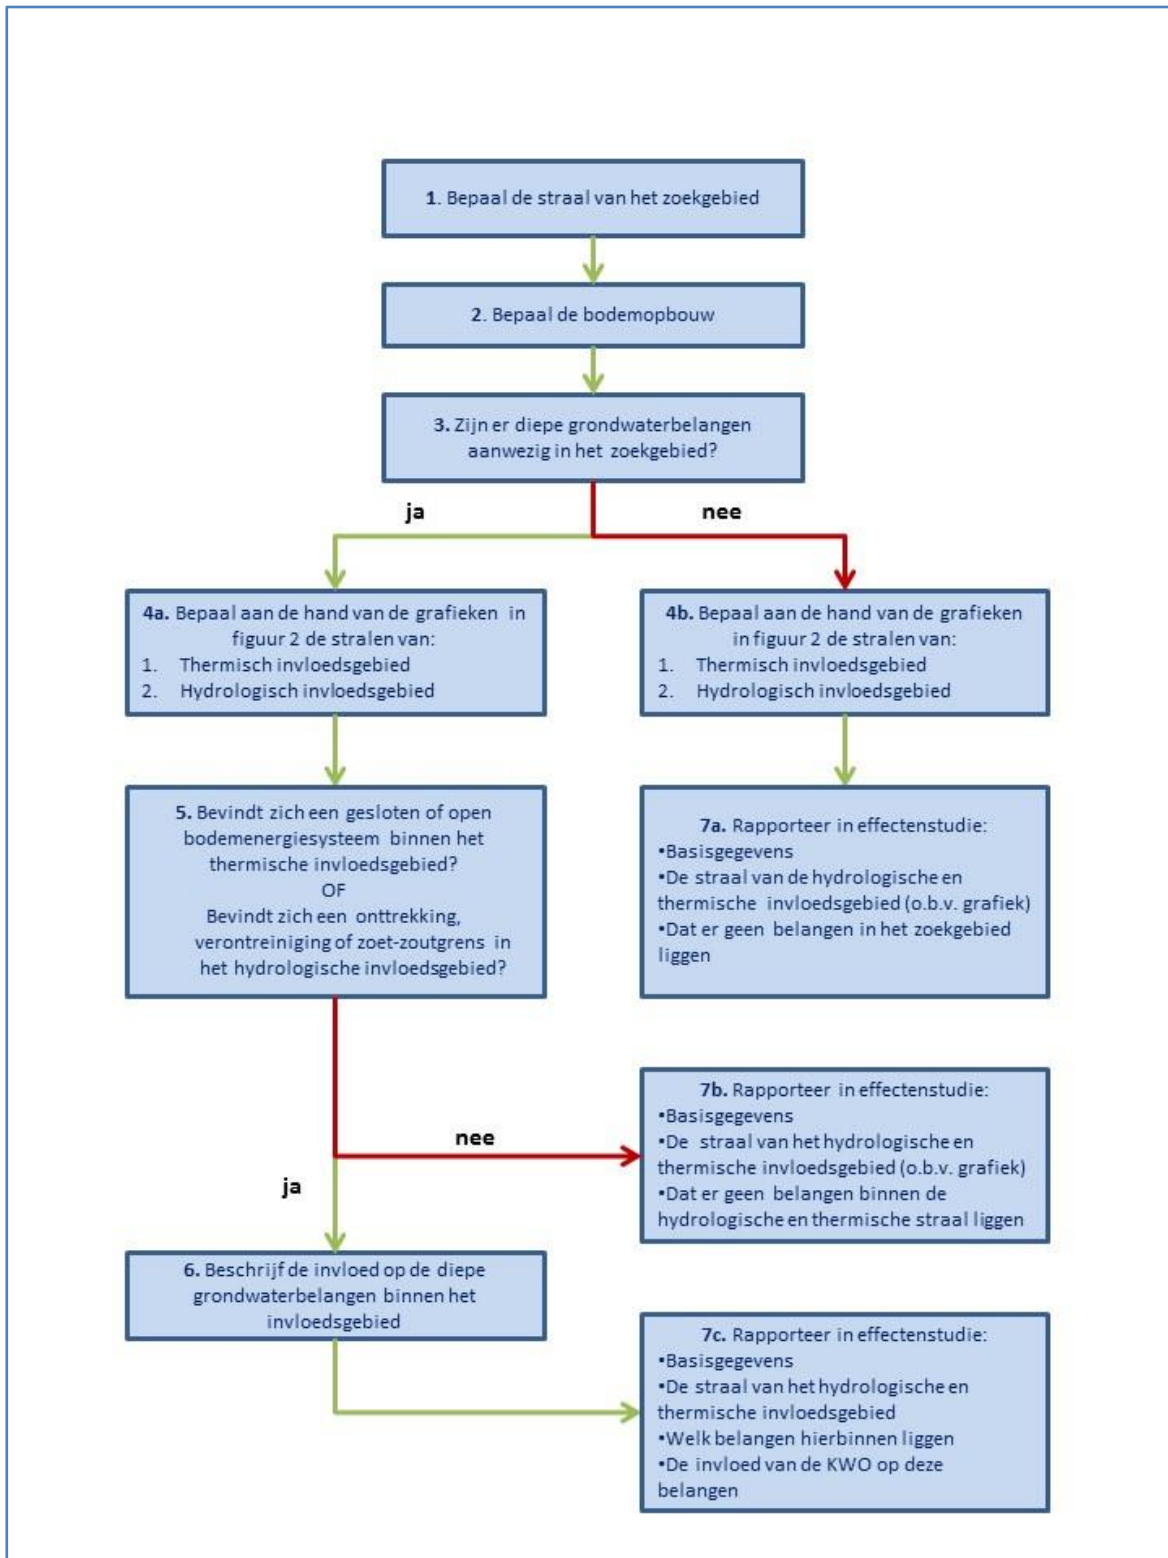 1. Bepaal de straal van het zoekgebied
2. Bepaal de bodemopbouw
3. Zijn er diepe grondwaterbelangen
aanwezig in het zoekgebied?
ja
nee
4a. Bepaal aan de hand van de grafieken in
figuur 2 de stralen van:
1. Thermisch invloedsgebied
2. Hydrologisch invloedsgebied
4b. Bepaal aan de hand van de grafieken
in figuur 2 de stralen van:
1. Thermisch invloedsgebied
2. Hydrologisch invloedsgebied
5. Bevindt zich een gesloten of open
bodemenergiesysteem binnen het
thermische invloedsgebied?
OF
Bevindt zich een onttrekking,
verontreiniging of zoet-zoutgrens in
het hydrologische invloedsgebied?
7a. Rapporteer in effectenstudie:
•Basisgegevens
•De straal van de hydrologische en
thermische invloedsgebied (o.b.v. grafiek)
•Dat er geen belangen in het zoekgebied
liggen
nee
ja
7b. Rapporteer in effectenstudie:
•Basisgegevens
•De straal van het hydrologische en
thermische invloedsgebied (o.b.v. grafiek)
•Dat er geen belangen binnen de
hydrologische en thermische straal liggen
6. Beschrijf de invloed op de diepe
grondwaterbelangen binnen het
invloedsgebied
7c. Rapporteer in effectenstudie:
•Basisgegevens
•De straal van het hydrologische en
thermische invloedsgebied
•Welk belangen hierbinnen liggen
•De invloed van de KWO op deze
belangen